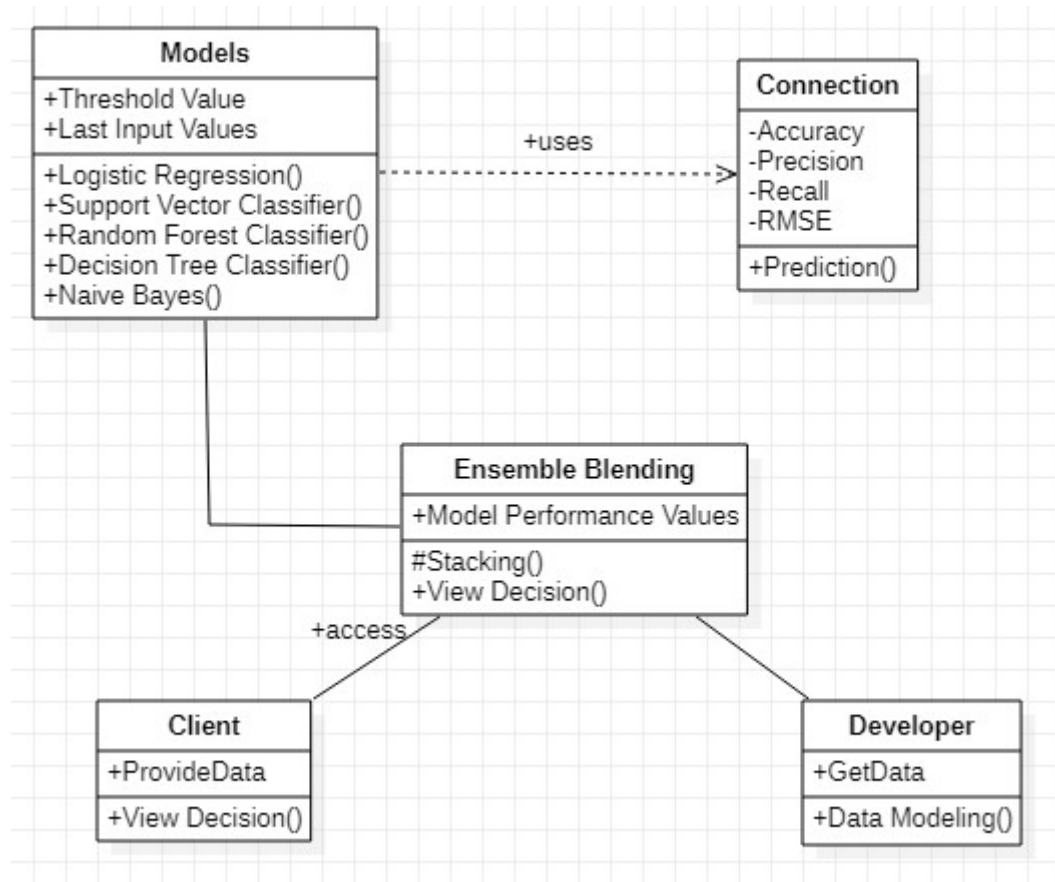 Models
+Threshold Value
+Last Input Values
+Logistic Regression()
+Support Vector Classifier()
+Random Forest Classifier()
+Decision Tree Classifier()
+Naive Bayes()
+uses
Connection
-Accuracy
-Precision
-Recall
-RMSE
+Prediction()
Ensemble Blending
+Model Performance Values
#Stacking()
+View Decision()
+access
Client
+ProvideData
+View Decision()
Developer
+GetData
+Data Modeling()